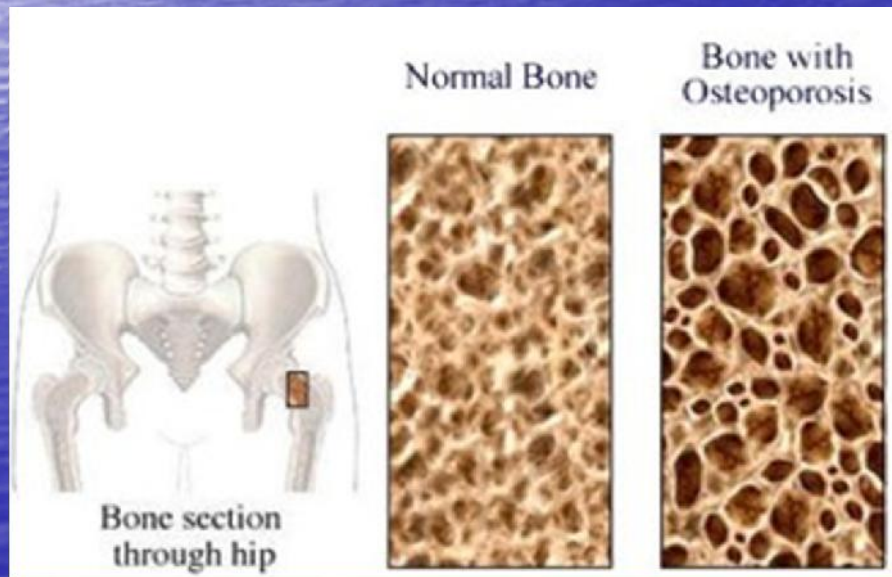 Normal Bone
Bone with
Osteoporosis
Bone section
through hip